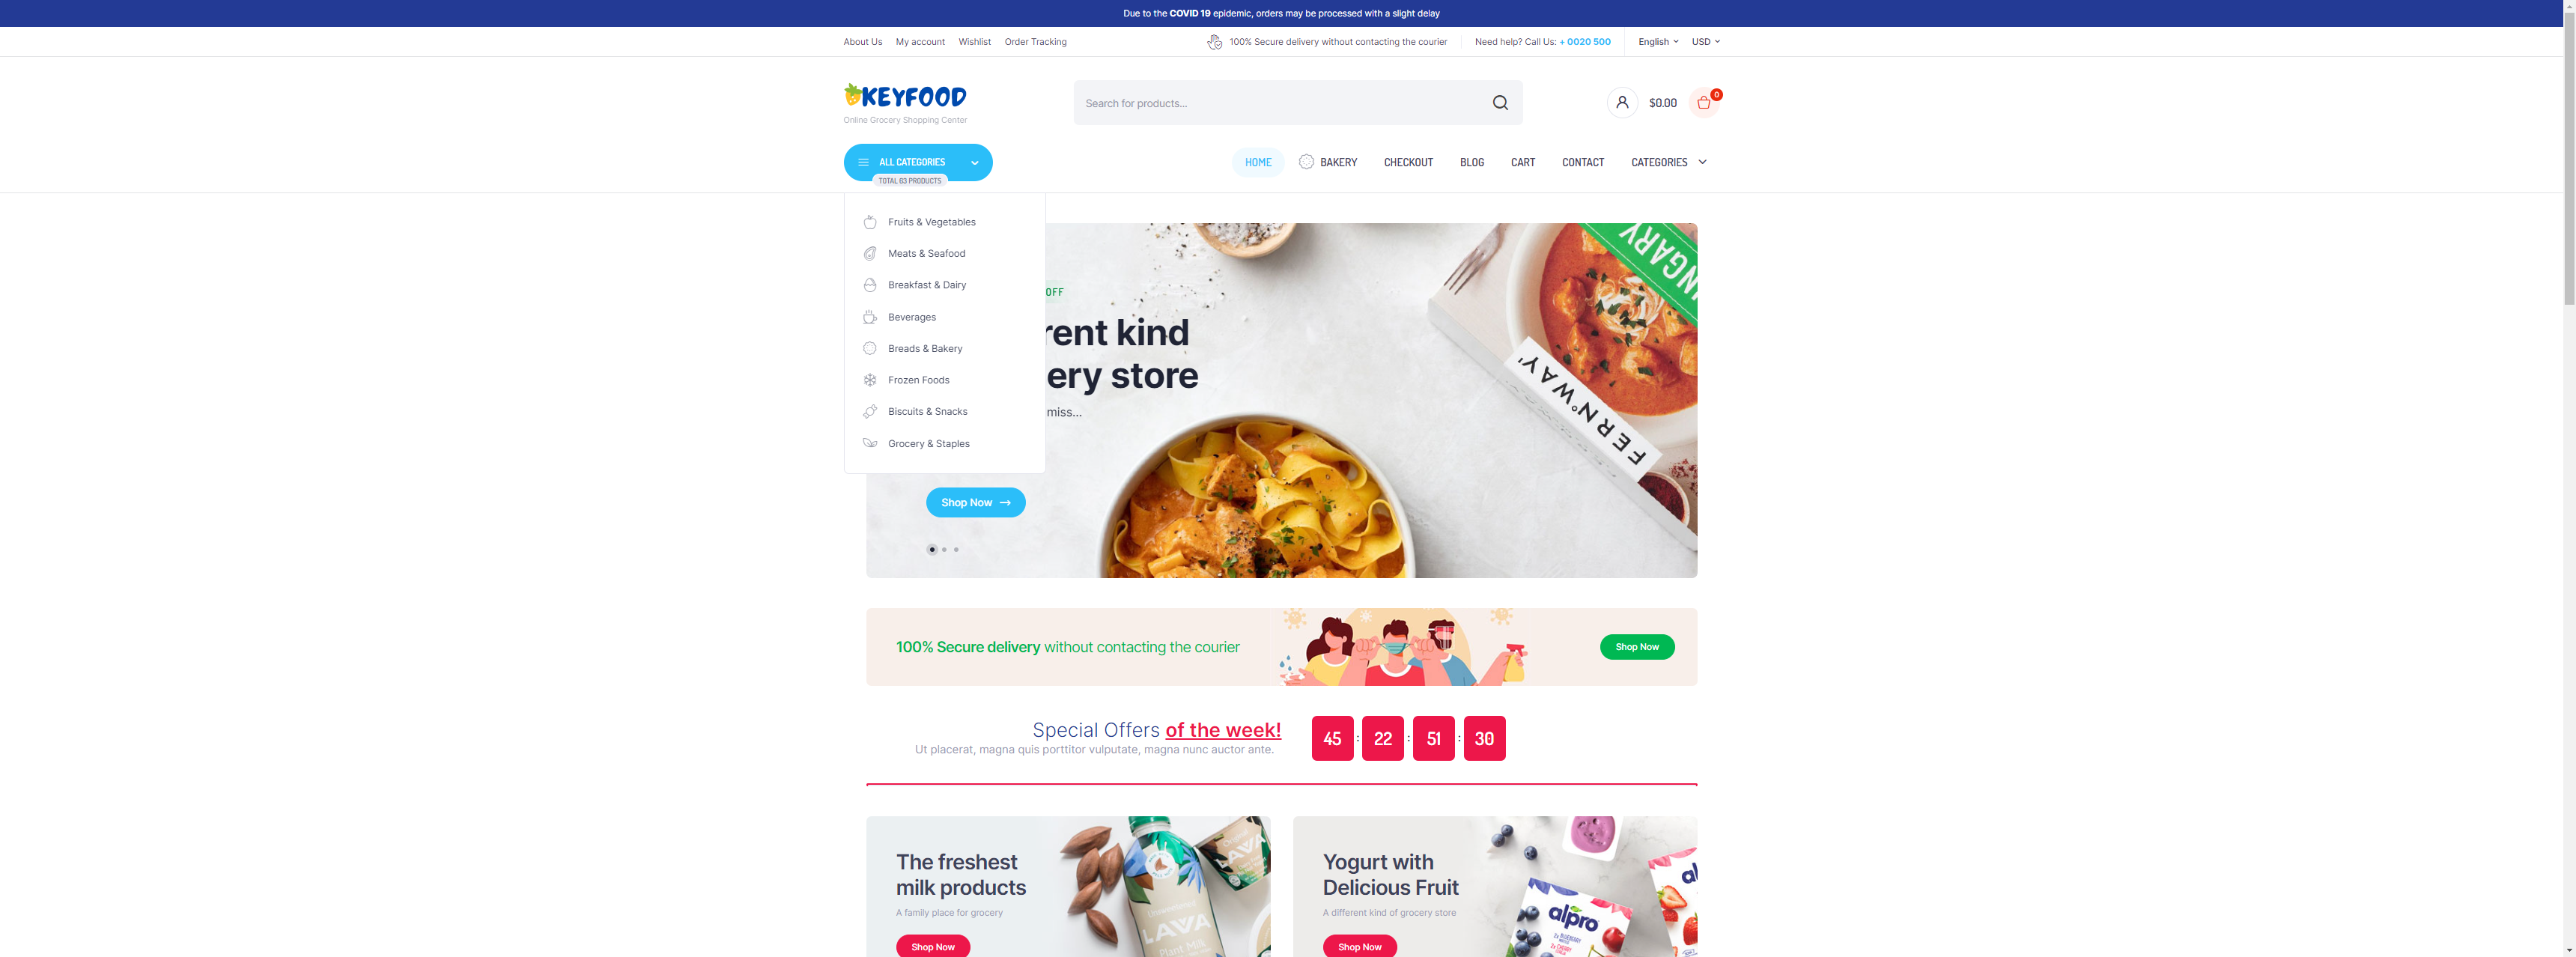 Due to the COVID 19 epidemic, orders may be processed with a slight delay
About Us My account Wishlist Order Tracking
100% Secure delivery without contacting the courier
Need help? Call Us: + 0020 500
English USD
KEYFOOD
Online Grocery Shopping Center
Search for products...
$0.00
0
ALL CATEGORIES
TOTAL 63 PRODUCTS
HOME BAKERY CHECKOUT BLOG CART CONTACT CATEGORIES
Fruits & Vegetables
Meats & Seafood
Breakfast & Dairy
Beverages
Breads & Bakery
Frozen Foods
Biscuits & Snacks
Grocery & Staples
OFF
rent kind
ery store
miss...
Shop Now
NGARY
FERN°WAY'
100% Secure delivery without contacting the courier
Shop Now
Special Offers of the week!
Ut placerat, magna quis porttitor vulputate, magna nunc auctor ante.
45 : 22 : 51 : 30
The freshest
milk products
A family place for grocery
Shop Now
LAVA
Plant Milk
LAVA
Yogurt with
Delicious Fruit
A different kind of grocery store
Shop Now
alpro
2x BLUEBERRY
2x CHERRY
al